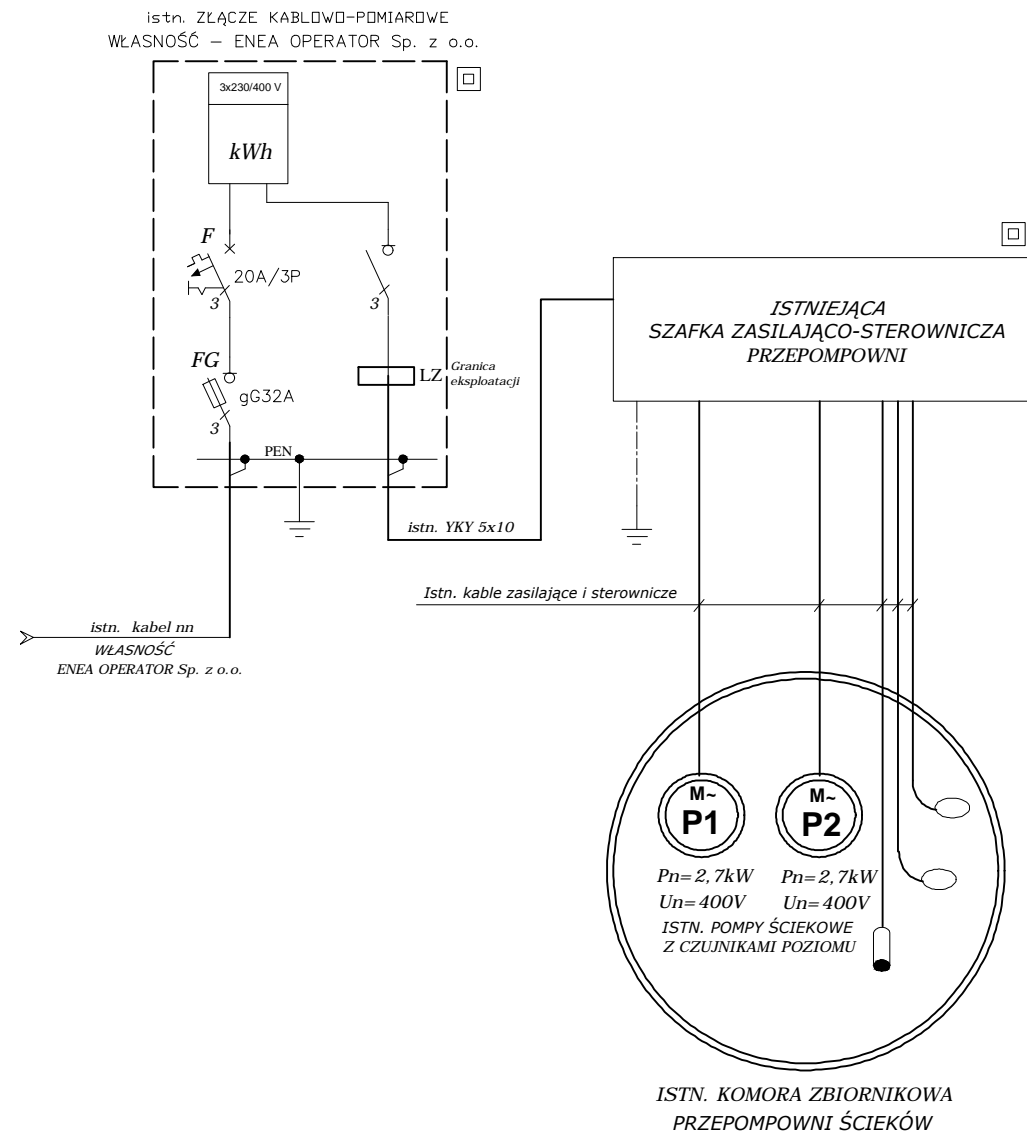 istn. ZŁĄCZE KABLOWO-POMIAROWE
WŁASNOŚĆ – ENEA OPERATOR Sp. z o.o.
3x230/400 V
kWh
F
20A/3P
3
3
FG
gG32A
3
LZ
Granica
eksploatacji
PEN
istn. YKY 5x10
ISTNIEJĄCA
SZAFKA ZASILAJĄCO-STEROWNICZA
PRZEPOMPOWNI
Istn. kable zasilające i sterownicze
istn. kabel nn
WŁASNOŚĆ
ENEA OPERATOR Sp. z o.o.
M~
P1
M~
P2
Pn=2,7kW
Un=400V
Pn=2,7kW
Un=400V
ISTN. POMPY ŚCIEKOWE
Z CZUJNIKAMI POZIOMU
ISTN. KOMORA ZBIORNIKOWA
PRZEPOMPOWNI ŚCIEKÓW